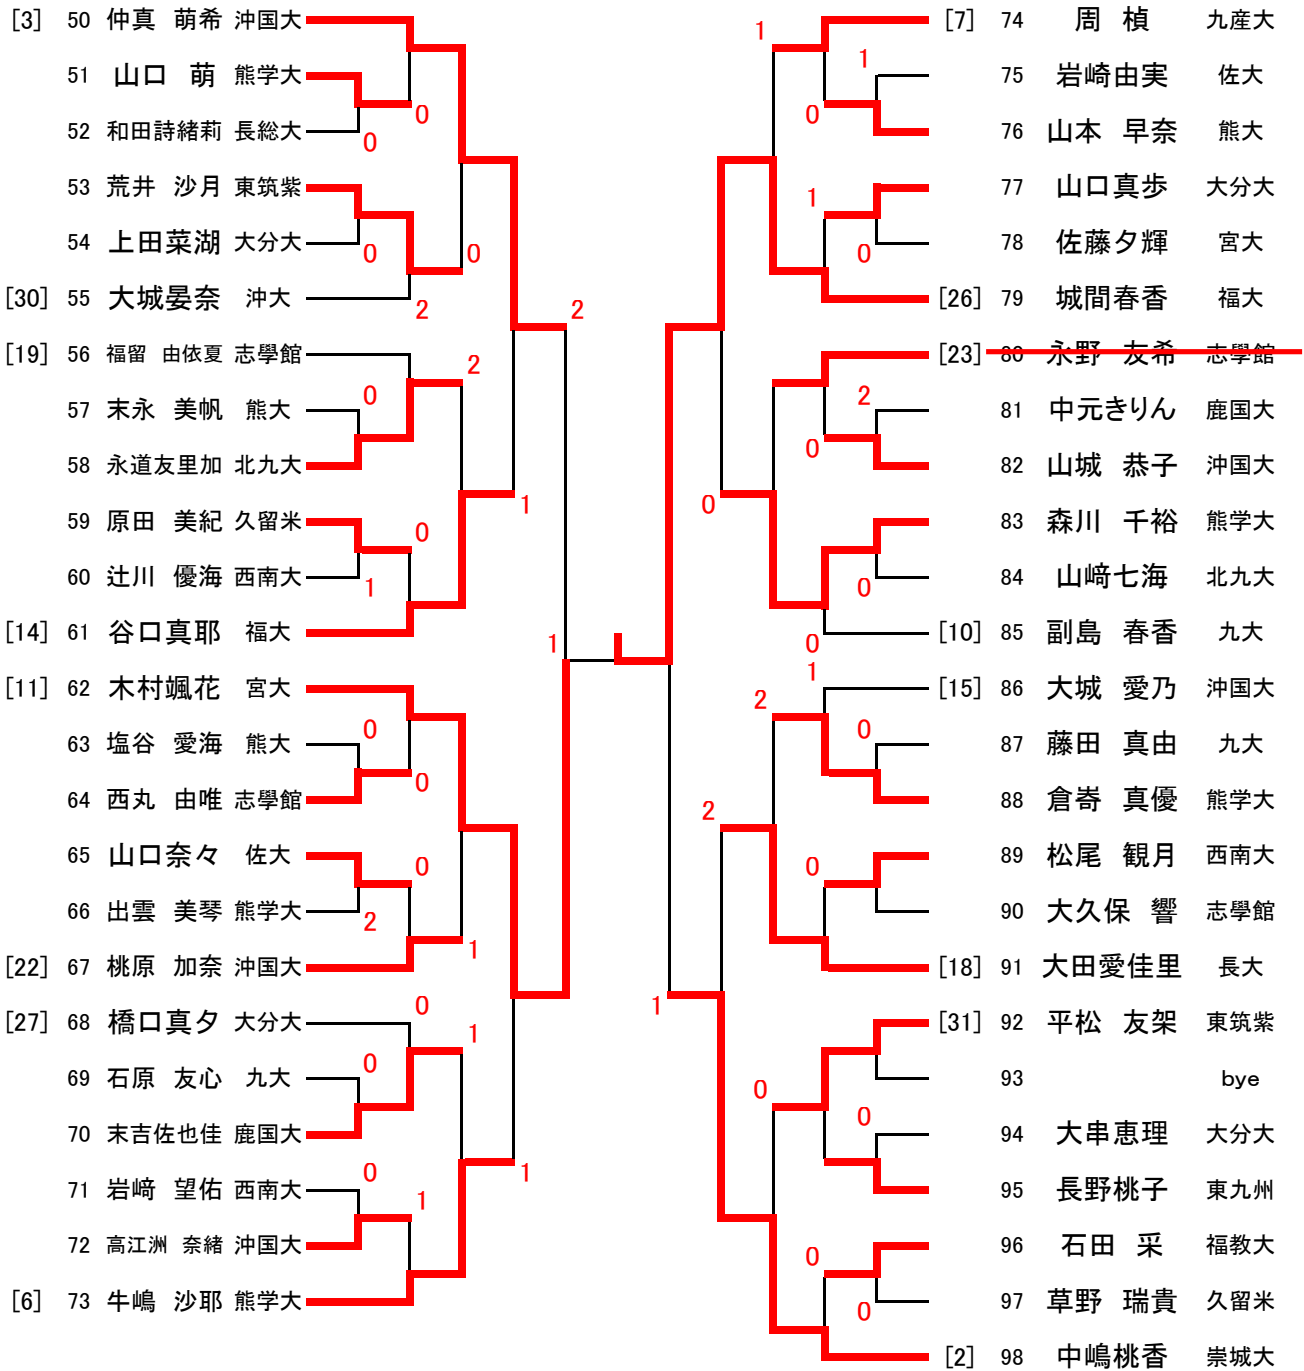 [3] 50 仲真 萌希 沖国大
51 山口 萌 熊学大
0
52 和田詩緒莉 長総大
0
53 荒井 沙月 東筑紫
54 上田菜湖 大分大
0
0
[30] 55 大城晏奈 沖大
2
2
[19] 56 福留 由依夏 志學館
2
57 末永 美帆 熊大
0
58 永道友里加 北九大
1
59 原田 美紀 久留米
0
60 辻川 優海 西南大
1
[14] 61 谷口真耶 福大
1
[11] 62 木村颯花 宮大
0
63 塩谷 愛海 熊大
0
64 西丸 由唯 志學館
65 山口奈々 佐大
0
66 出雲 美琴 熊学大
2
1
[22] 67 桃原 加奈 沖国大
0
[27] 68 橋口真夕 大分大
1
0
69 石原 友心 九大
70 末吉佐也佳 鹿国大
0
1
71 岩﨑 望佑 西南大
1
72 高江洲 奈緒 沖国大
[6] 73 牛嶋 沙耶 熊学大
1
[7] 74 周 楨 九産大
1
75 岩崎由実 佐大
0
76 山本 早奈 熊大
77 山口真歩 大分大
1
78 佐藤夕輝 宮大
0
[26] 79 城間春香 福大
[23] 80 永野 友希 志學館
2
81 中元きりん 鹿国大
0
82 山城 恭子 沖国大
0
83 森川 千裕 熊学大
84 山﨑七海 北九大
0
[10] 85 副島 春香 九大
0
1
[15] 86 大城 愛乃 沖国大
2
0
87 藤田 真由 九大
88 倉嵜 真優 熊学大
2
89 松尾 観月 西南大
0
90 大久保 響 志學館
[18] 91 大田愛佳里 長大
1
[31] 92 平松 友架 東筑紫
93 bye
0
0
94 大串恵理 大分大
95 長野桃子 東九州
96 石田 采 福教大
0
97 草野 瑞貴 久留米
0
[2] 98 中嶋桃香 崇城大